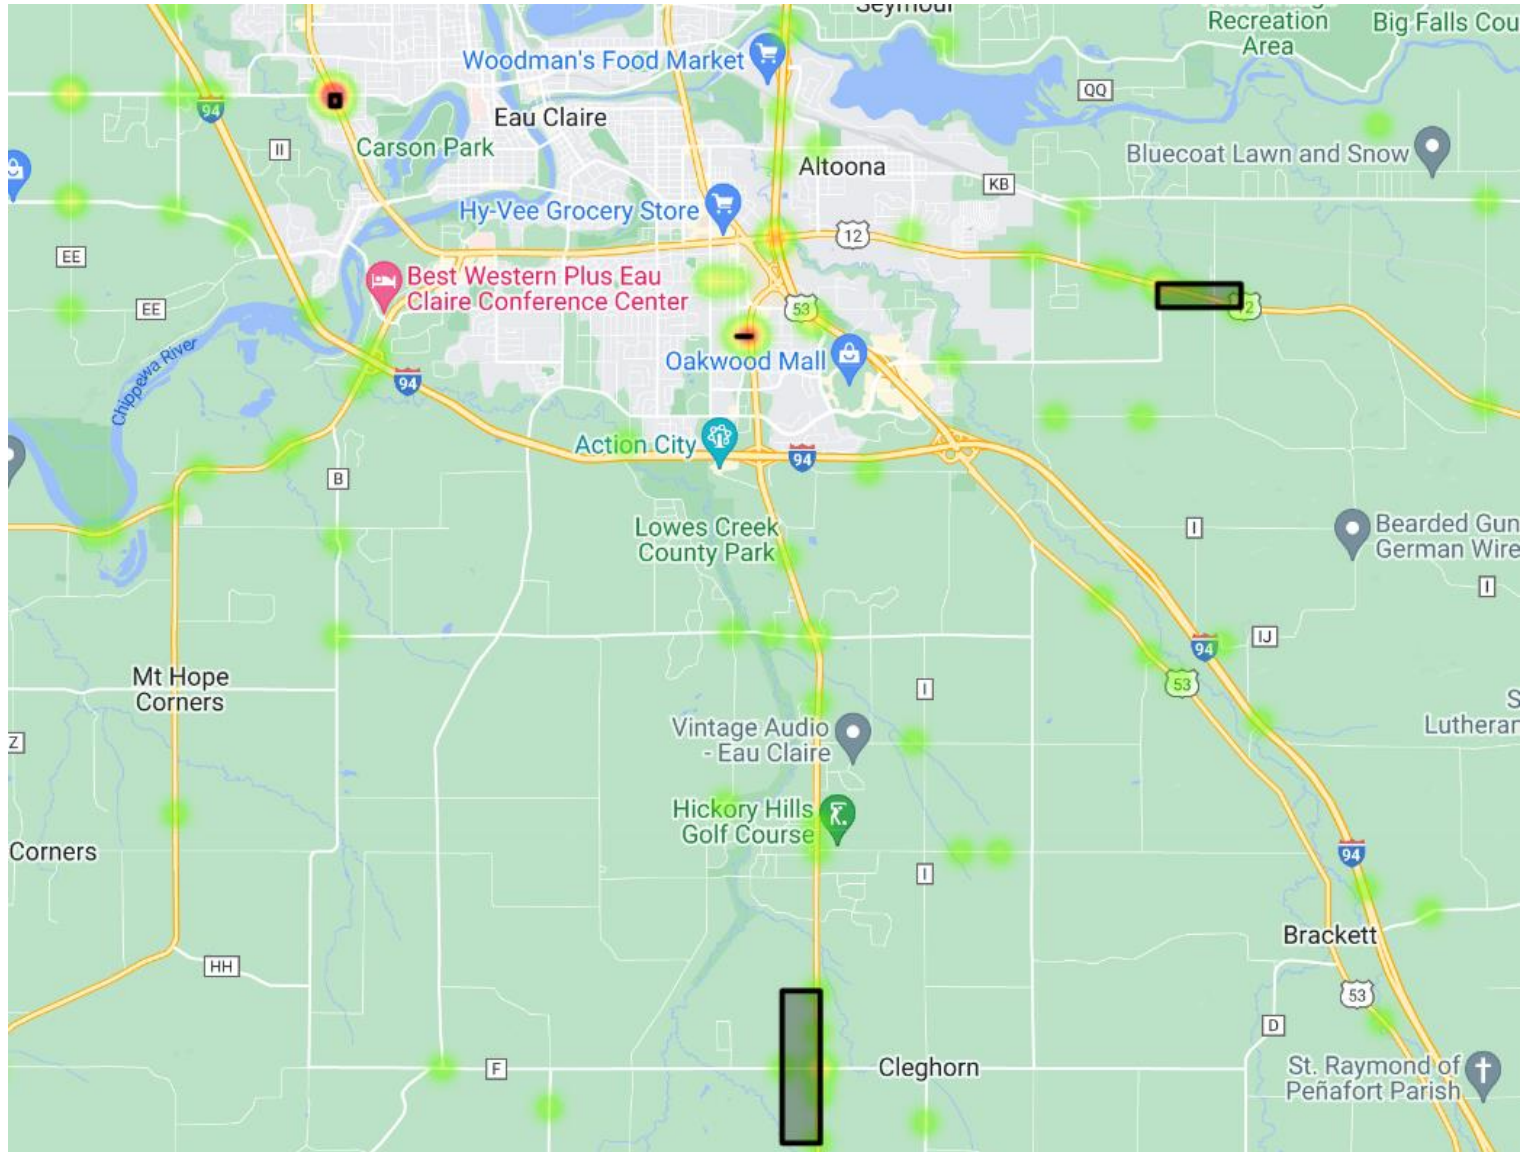 Seymour
Recreation
Area
Big Falls Cou
Woodman's Food Market
QQ
94
Eau Claire
II
Carson Park
Bluecoat Lawn and Snow
Altoona
KB
Hy-Vee Grocery Store
12
EE
Best Western Plus Eau
Claire Conference Center
EE
53
12
Chippewa River
Oakwood Mall
94
Action City
94
B
Lowes Creek
County Park
I
Bearded Gun
German Wire
I
IJ
94
Mt Hope
Corners
53
I
S
Lutheran
Vintage Audio
- Eau Claire
Z
Hickory Hills
Golf Course
Corners
94
I
Brackett
HH
53
D
F
Cleghorn
St. Raymond of
Peñafort Parish